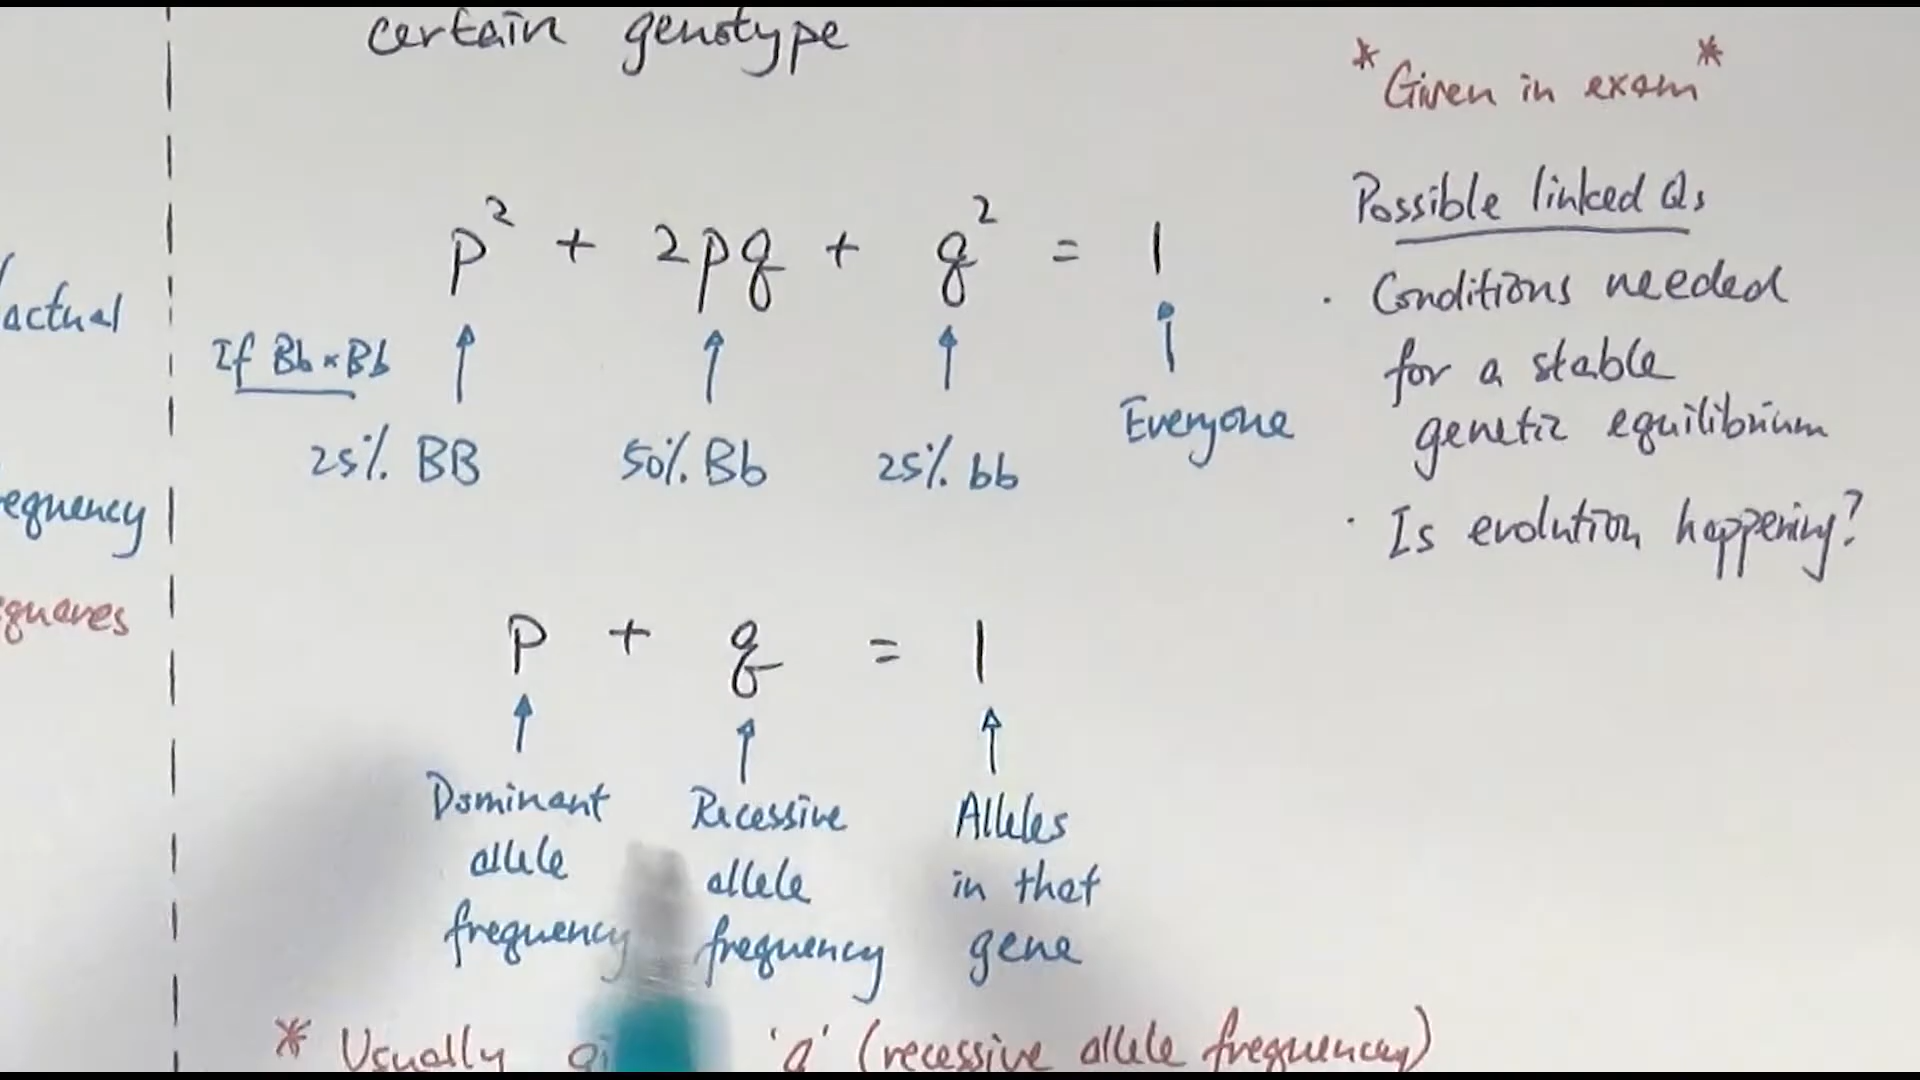 certain genotype
p² + 2pq + q² = 1
If Bb × Bb
25% BB
50% Bb
25% bb
Everyone
p + q = 1
Dominant
allele
frequency
Recessive
allele
frequency
Alleles
in that
gene
* Usually 'q' (recessive allele frequency)
*Given in exam*
Possible linked Qs
· Conditions needed
for a stable
genetic equilibrium
· Is evolution happening?
actual